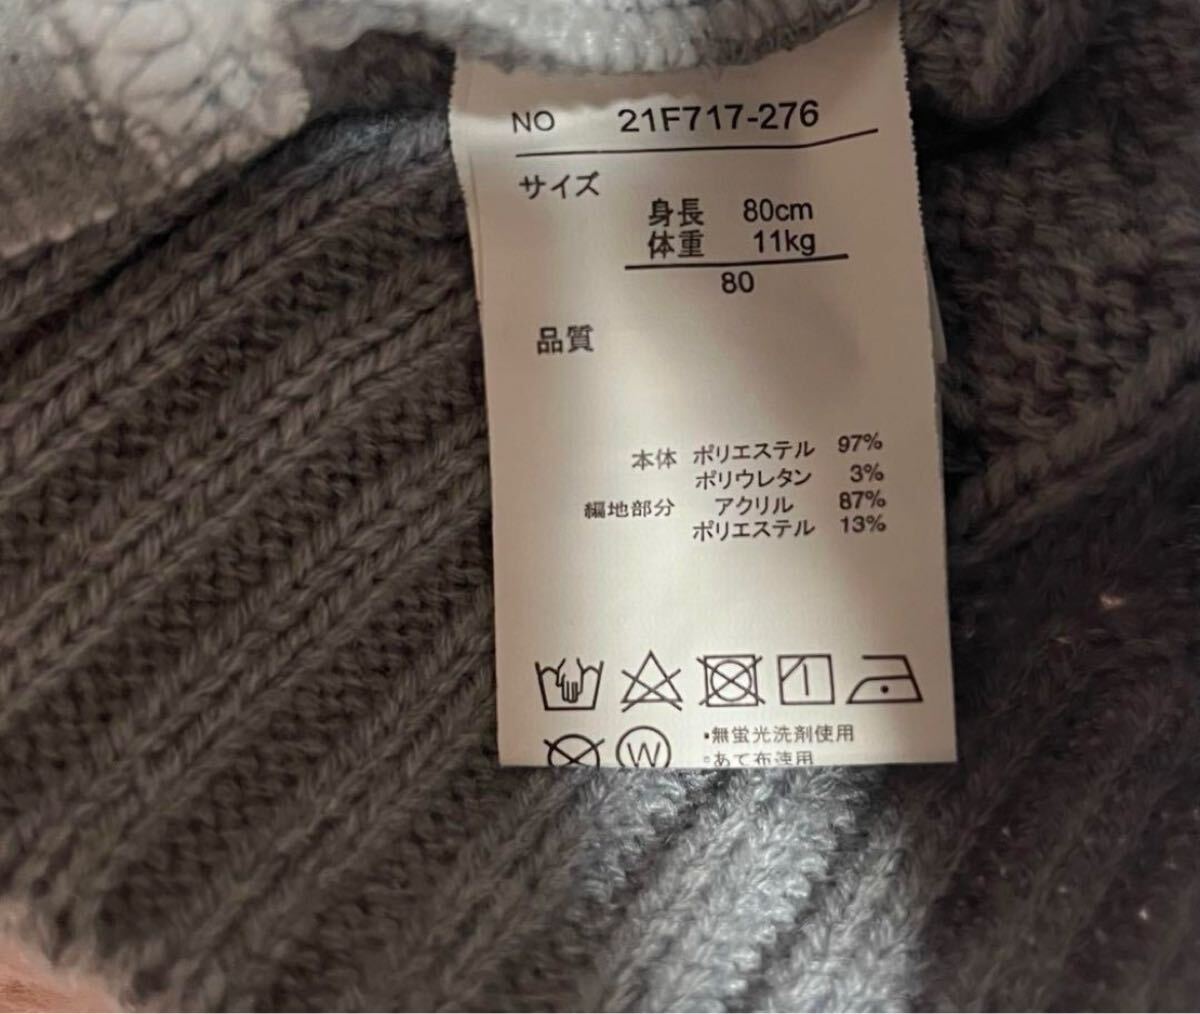 NO 21F717-276
サイズ
身長 80cm
体重 11kg
80
品質
本体 ポリエステル 97%
ポリウレタン 3%
編地部分 アクリル 87%
ポリエステル 13%
W
•無蛍光洗剤使用
◦あて布使用